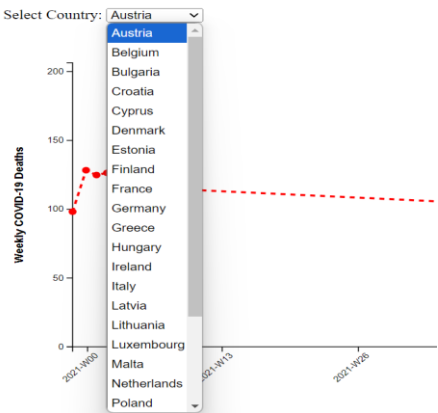 Select Country: Austria
Austria
Belgium
Bulgaria
Croatia
Cyprus
Denmark
Estonia
Finland
France
Germany
Greece
Hungary
Ireland
Italy
Latvia
Lithuania
Luxembourg
Malta
Netherlands
Poland
Weekly COVID-19 Deaths
200
150
100
50
0
2021-W00
2021-W13
2021-W26